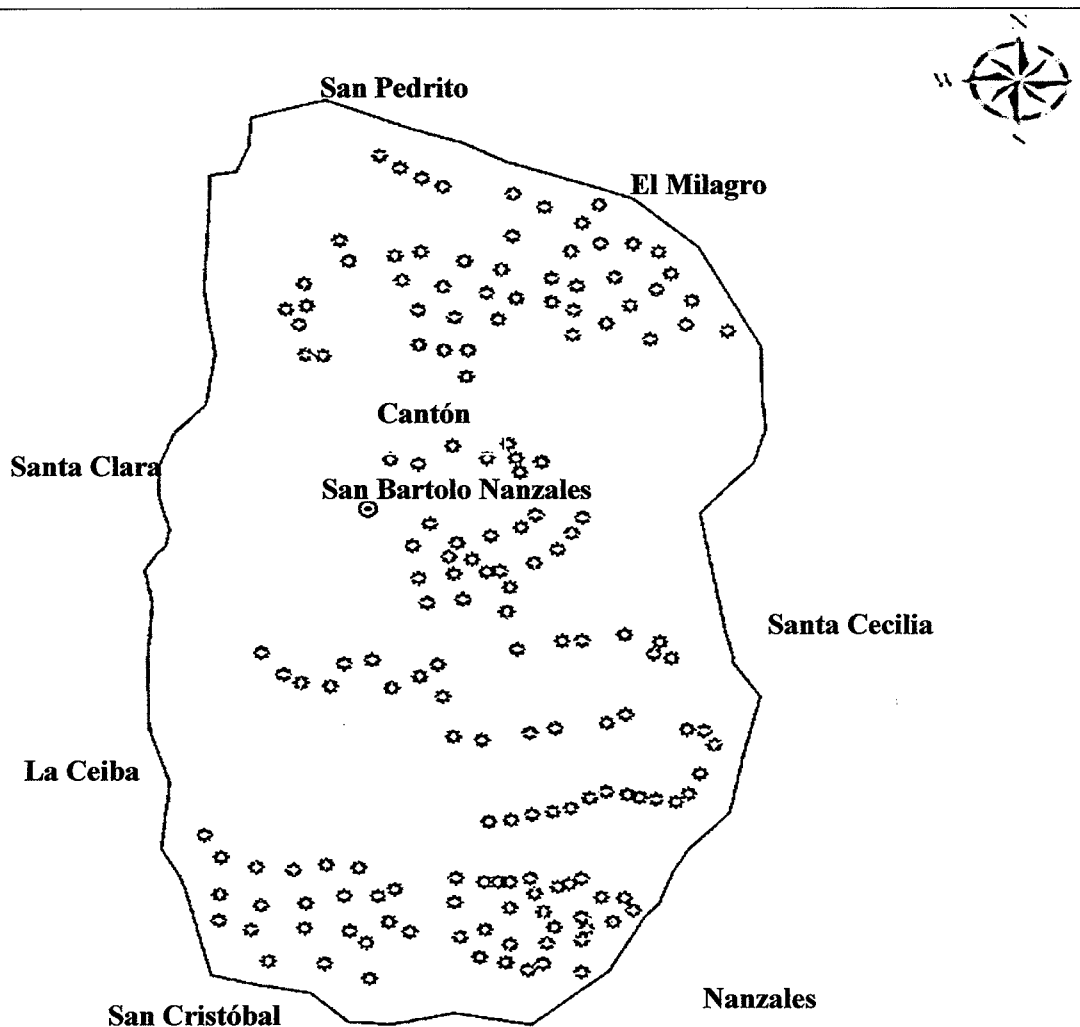 San Pedrito
El Milagro
Cantón
Santa Clara
San Bartolo Nanzales
Santa Cecilia
La Ceiba
Nanzales
San Cristóbal